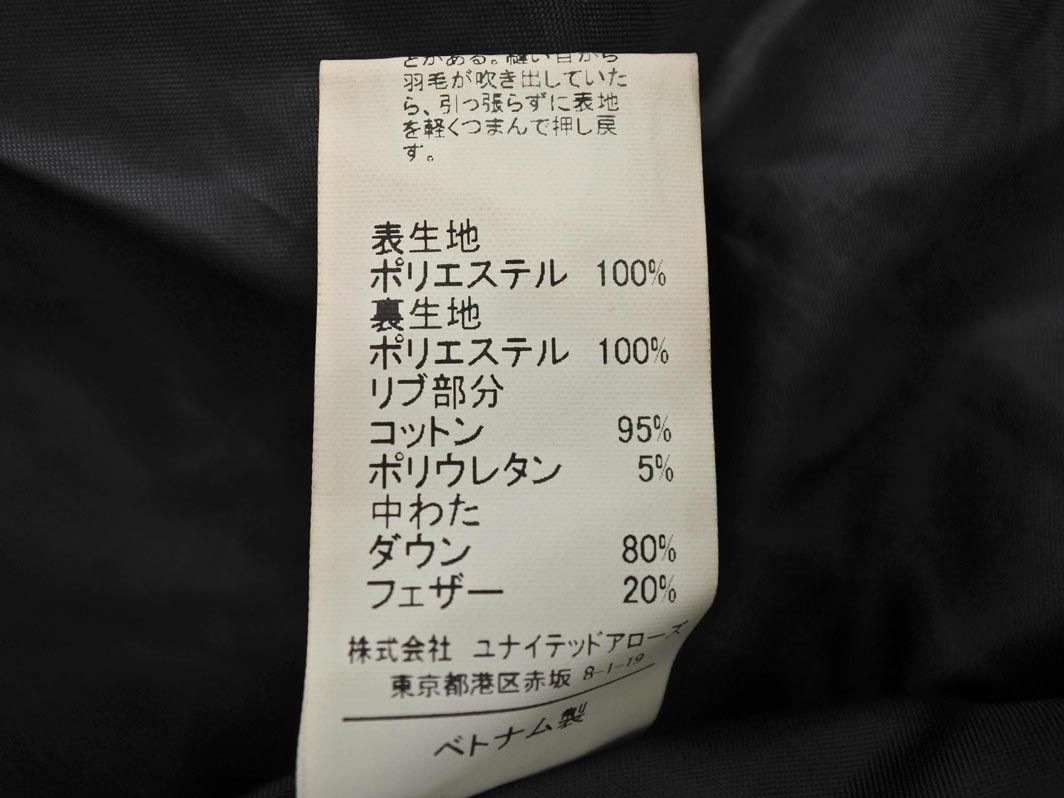 とがある。縫い目から
羽毛が吹き出していた
ら、引っ張らずに表地
を軽くつまんで押し戻
す。
表生地
ポリエステル 100%
裏生地
ポリエステル 100%
リブ部分
コットン 95%
ポリウレタン 5%
中わた
ダウン 80%
フェザー 20%
株式会社 ユナイテッドアローズ
東京都港区赤坂 8-1-19
ベトナム製